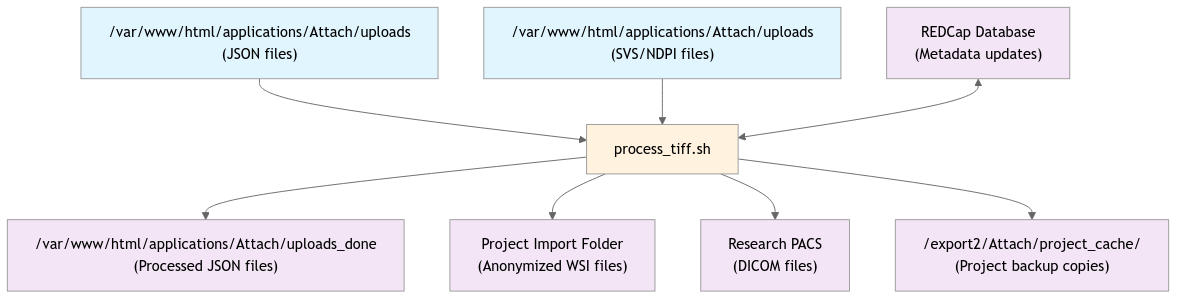 /var/www/html/applications/Attach/uploads
(JSON files)
/var/www/html/applications/Attach/uploads
(SVS/NDPI files)
REDCap Database
(Metadata updates)
process_tiff.sh
/var/www/html/applications/Attach/uploads_done
(Processed JSON files)
Project Import Folder
(Anonymized WSI files)
Research PACS
(DICOM files)
/export2/Attach/project_cache/
(Project backup copies)